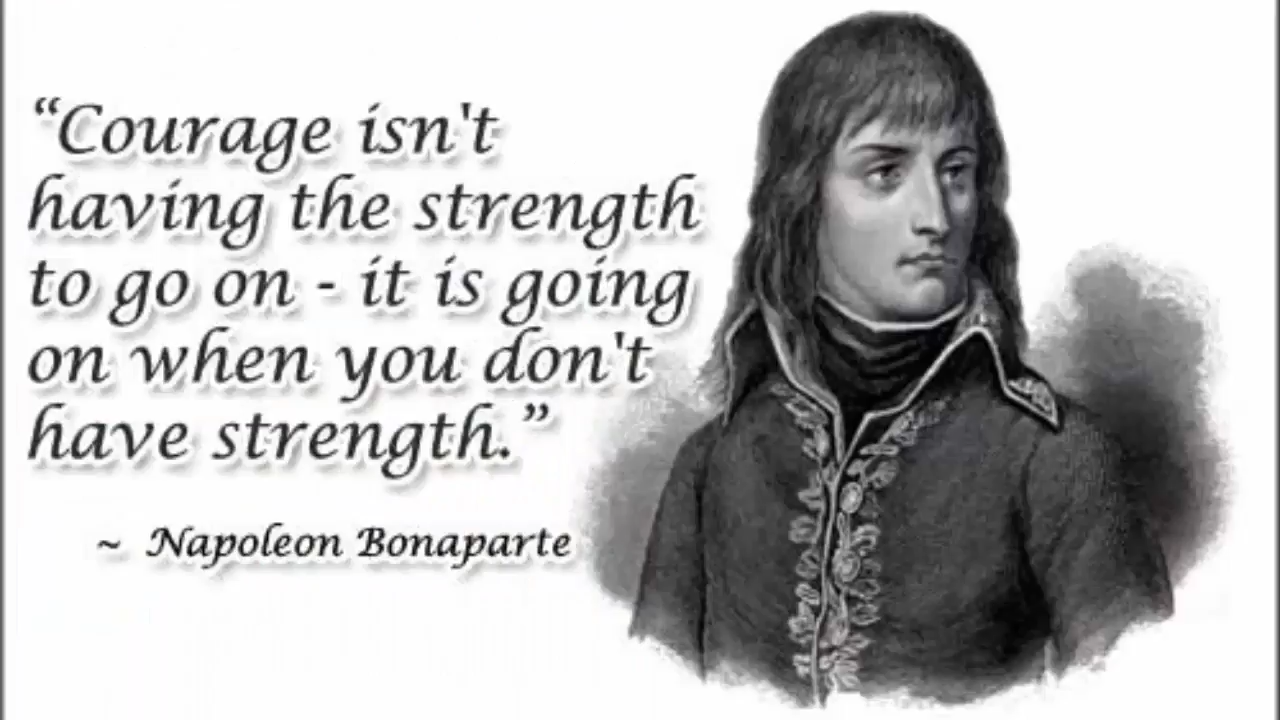 “Courage isn't
having the strength
to go on - it is going
on when you don't
have strength.”
~ Napoleon Bonaparte